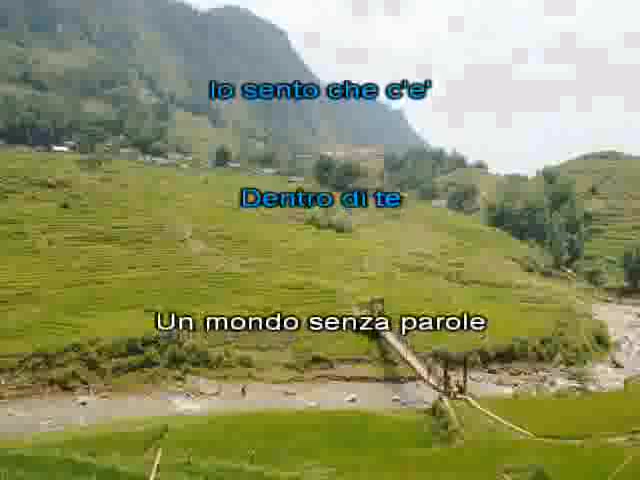 Io sento che c'e'
Dentro di te
Un mondo senza parole